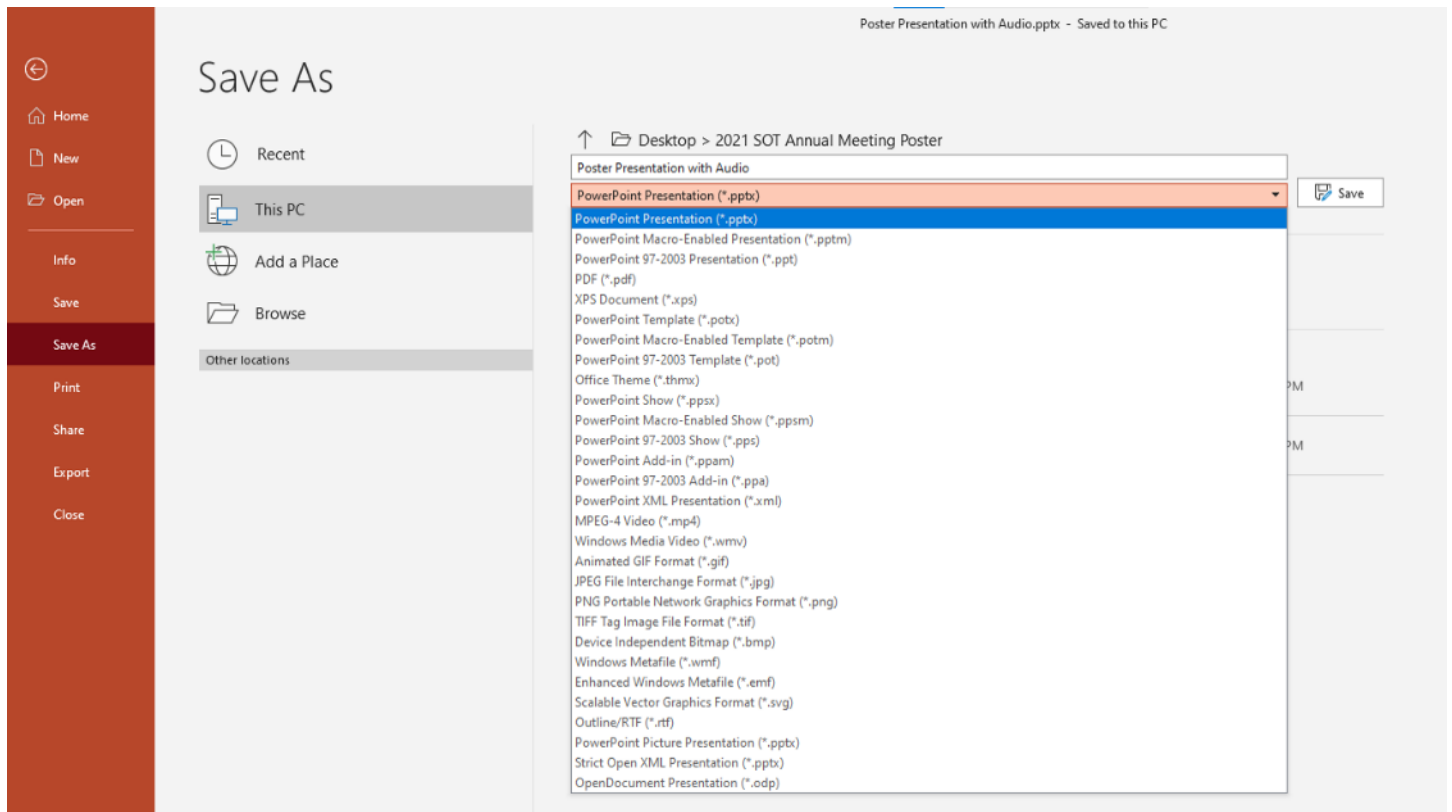 Poster Presentation with Audio.pptx - Saved to this PC
Save As
Home
New
Open
Info
Save
Save As
Print
Share
Export
Close
Recent
This PC
Add a Place
Browse
Other locations
Desktop > 2021 SOT Annual Meeting Poster
Poster Presentation with Audio
PowerPoint Presentation (*.pptx)
Save
PowerPoint Presentation (*.pptx)
PowerPoint Macro-Enabled Presentation (*.pptm)
PowerPoint 97-2003 Presentation (*.ppt)
PDF (*.pdf)
XPS Document (*.xps)
PowerPoint Template (*.potx)
PowerPoint Macro-Enabled Template (*.potm)
PowerPoint 97-2003 Template (*.pot)
Office Theme (*.thmx)
PowerPoint Show (*.ppsx)
PowerPoint Macro-Enabled Show (*.ppsm)
PowerPoint 97-2003 Show (*.pps)
PowerPoint Add-in (*.ppam)
PowerPoint 97-2003 Add-in (*.ppa)
PowerPoint XML Presentation (*.xml)
MPEG-4 Video (*.mp4)
Windows Media Video (*.wmv)
Animated GIF Format (*.gif)
JPEG File Interchange Format (*.jpg)
PNG Portable Network Graphics Format (*.png)
TIFF Tag Image File Format (*.tif)
Device Independent Bitmap (*.bmp)
Windows Metafile (*.wmf)
Enhanced Windows Metafile (*.emf)
Scalable Vector Graphics Format (*.svg)
Outline/RTF (*.rtf)
PowerPoint Picture Presentation (*.pptx)
Strict Open XML Presentation (*.pptx)
OpenDocument Presentation (*.odp)
PM
PM